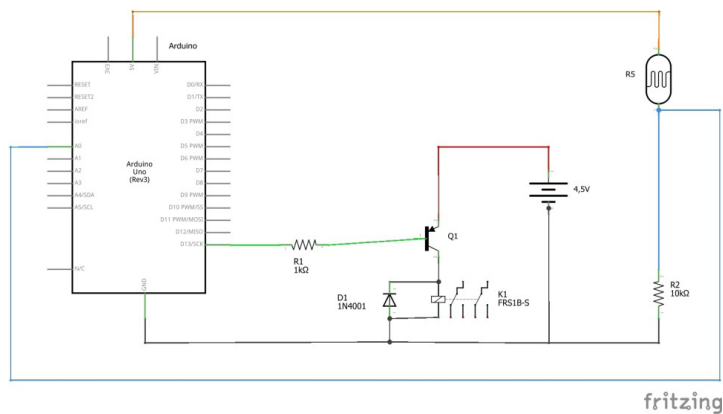 Arduino
3V3
5V
VIN
RESET
RESET2
AREF
ioref
A0
A1
A2
A3
A4/SDA
A5/SCL
N/C
GND
Arduino
Uno
(Rev3)
D0/RX
D1/TX
D2
D3 PWM
D4
D5 PWM
D6 PWM
D7
D8
D9 PWM
D10 PWM/SS
D11 PWM/MOSI
D12/MISO
D13/SCK
R1
1kΩ
Q1
4,5V
R5
D1
1N4001
K1
FRS1B-S
R2
10kΩ
fritzing